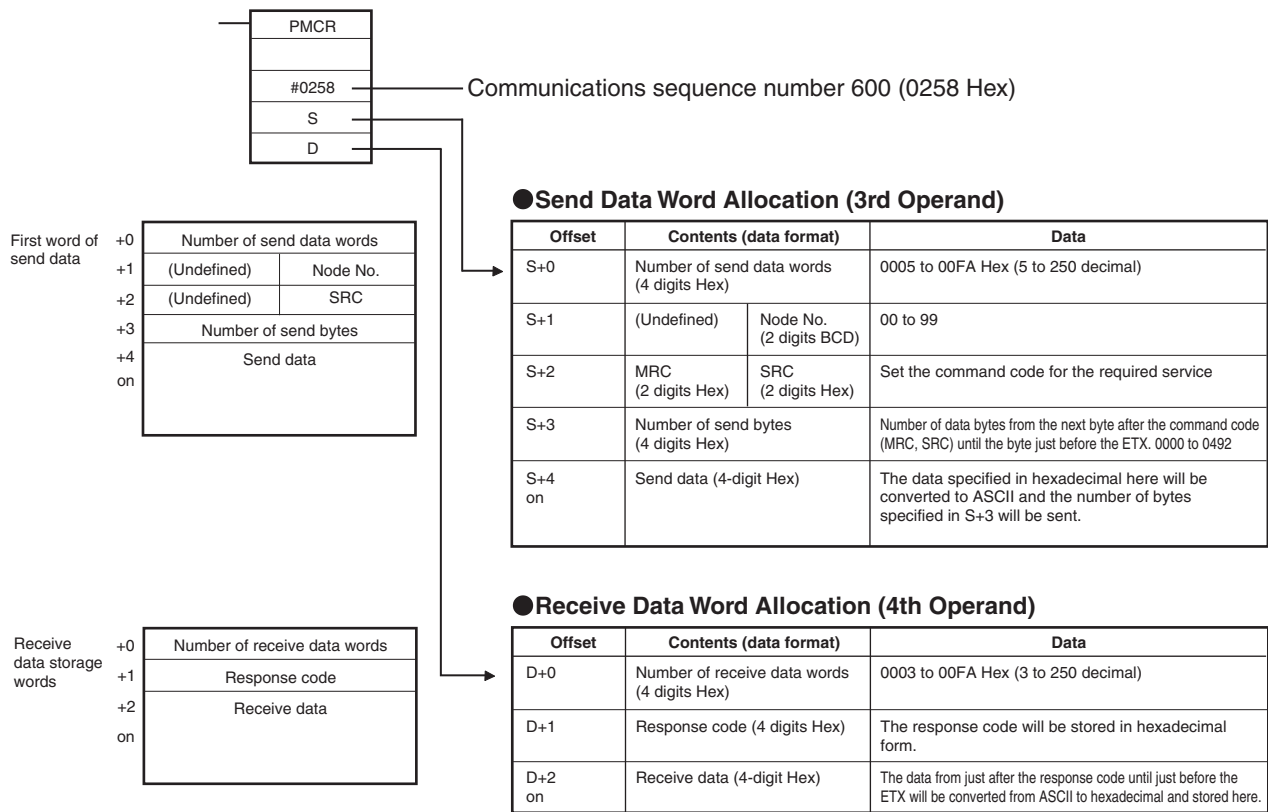 PMCR
#0258
Communications sequence number 600 (0258 Hex)
S
D
First word of
send data
+0
Number of send data words
+1
(Undefined)
Node No.
+2
(Undefined)
SRC
+3
Number of send bytes
+4
on
Send data
●Send Data Word Allocation (3rd Operand)
Offset
Contents (data format)
Data
S+0
Number of send data words
(4 digits Hex)
0005 to 00FA Hex (5 to 250 decimal)
S+1
(Undefined)
Node No.
(2 digits BCD)
00 to 99
S+2
MRC
(2 digits Hex)
SRC
(2 digits Hex)
Set the command code for the required service
S+3
Number of send bytes
(4 digits Hex)
Number of data bytes from the next byte after the command code
(MRC, SRC) until the byte just before the ETX. 0000 to 0492
S+4
on
Send data (4-digit Hex)
The data specified in hexadecimal here will be
converted to ASCII and the number of bytes
specified in S+3 will be sent.
Receive
data storage
words
+0
Number of receive data words
+1
Response code
+2
on
Receive data
●Receive Data Word Allocation (4th Operand)
Offset
Contents (data format)
Data
D+0
Number of receive data words
(4 digits Hex)
0003 to 00FA Hex (3 to 250 decimal)
D+1
Response code (4 digits Hex)
The response code will be stored in hexadecimal
form.
D+2
on
Receive data (4-digit Hex)
The data from just after the response code until just before the
ETX will be converted from ASCII to hexadecimal and stored here.